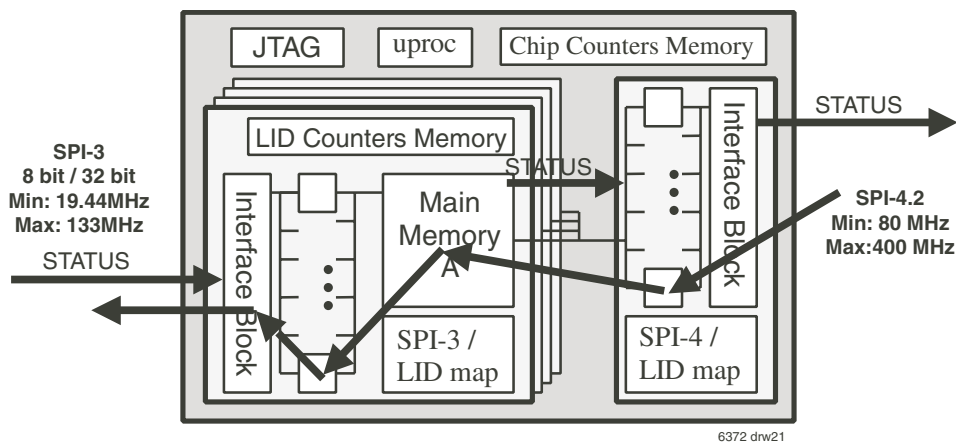 JTAG
uproc
Chip Counters Memory
LID Counters Memory
SPI-3
8 bit / 32 bit
Min: 19.44MHz
Max: 133MHz
STATUS
Interface Block
Main
Memory
A
SPI-3 /
LID map
STATUS
Interface Block
SPI-4 /
LID map
STATUS
SPI-4.2
Min: 80 MHz
Max:400 MHz
6372 drw21